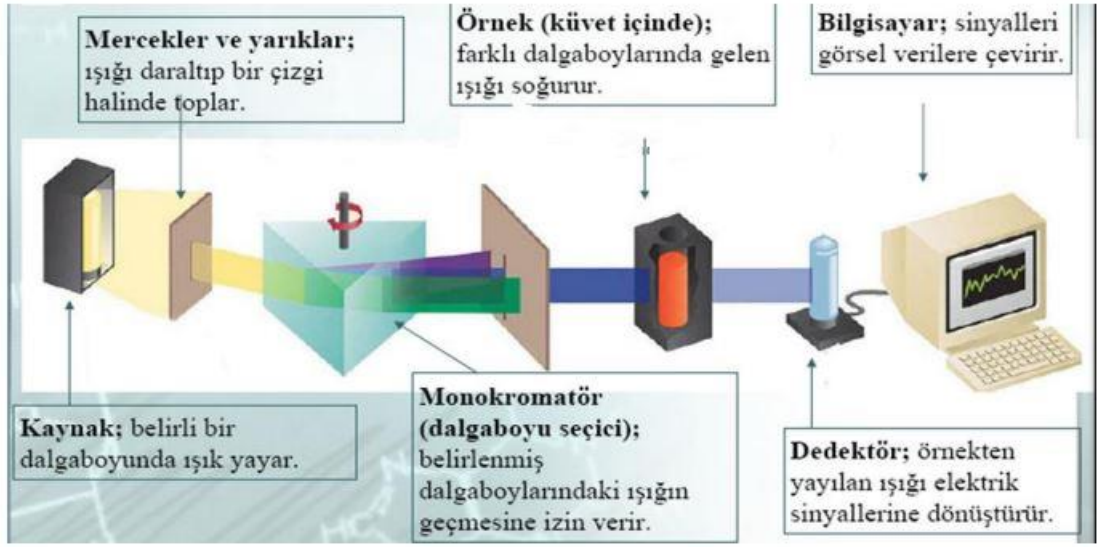 Mercekler ve yarıklar;
ışığı daraltıp bir çizgi
halinde toplar.
Örnek (küvet içinde);
farklı dalgaboylarında gelen
ışığı soğurur.
Bilgisayar; sinyalleri
görsel verilere çevirir.
Kaynak; belirli bir
dalgaboyunda ışık yayar.
Monokromatör
(dalgaboyu seçici);
belirlenmiş
dalgaboylarındaki ışığın
geçmesine izin verir.
Dedektör; örnekten
yayılan ışığı elektrik
sinyallerine dönüştürür.